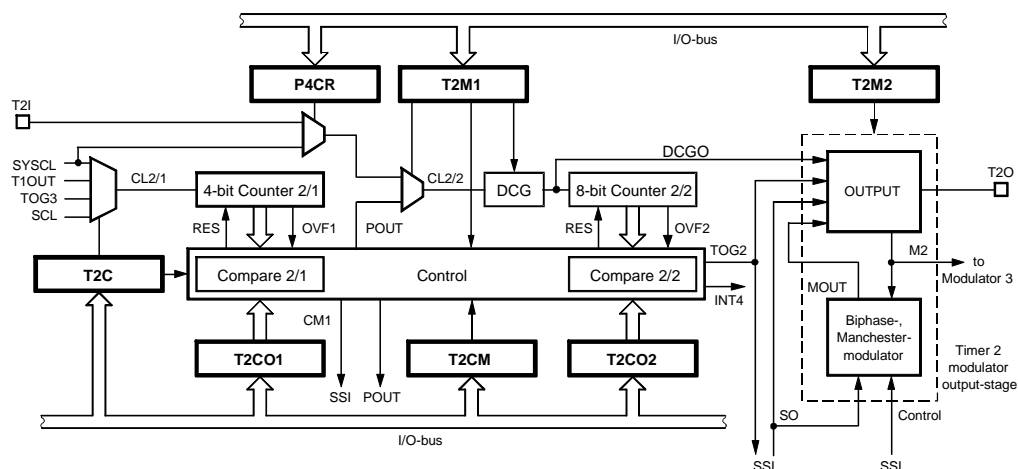 I/O-bus
P4CR
T2M1
T2M2
T2I
SYSCL
T1OUT
TOG3
SCL
CL2/1
4-bit Counter 2/1
CL2/2
DCG
8-bit Counter 2/2
DCGO
OUTPUT
T2O
RES
OVF1
POUT
RES
OVF2
TOG2
T2C
Compare 2/1
Control
Compare 2/2
INT4
M2
to
Modulator 3
MOUT
CM1
T2CO1
T2CM
T2CO2
Biphase-,
Manchester-
modulator
Timer 2
modulator
output-stage
SSI
POUT
SO
Control
I/O-bus
SSI
SSI